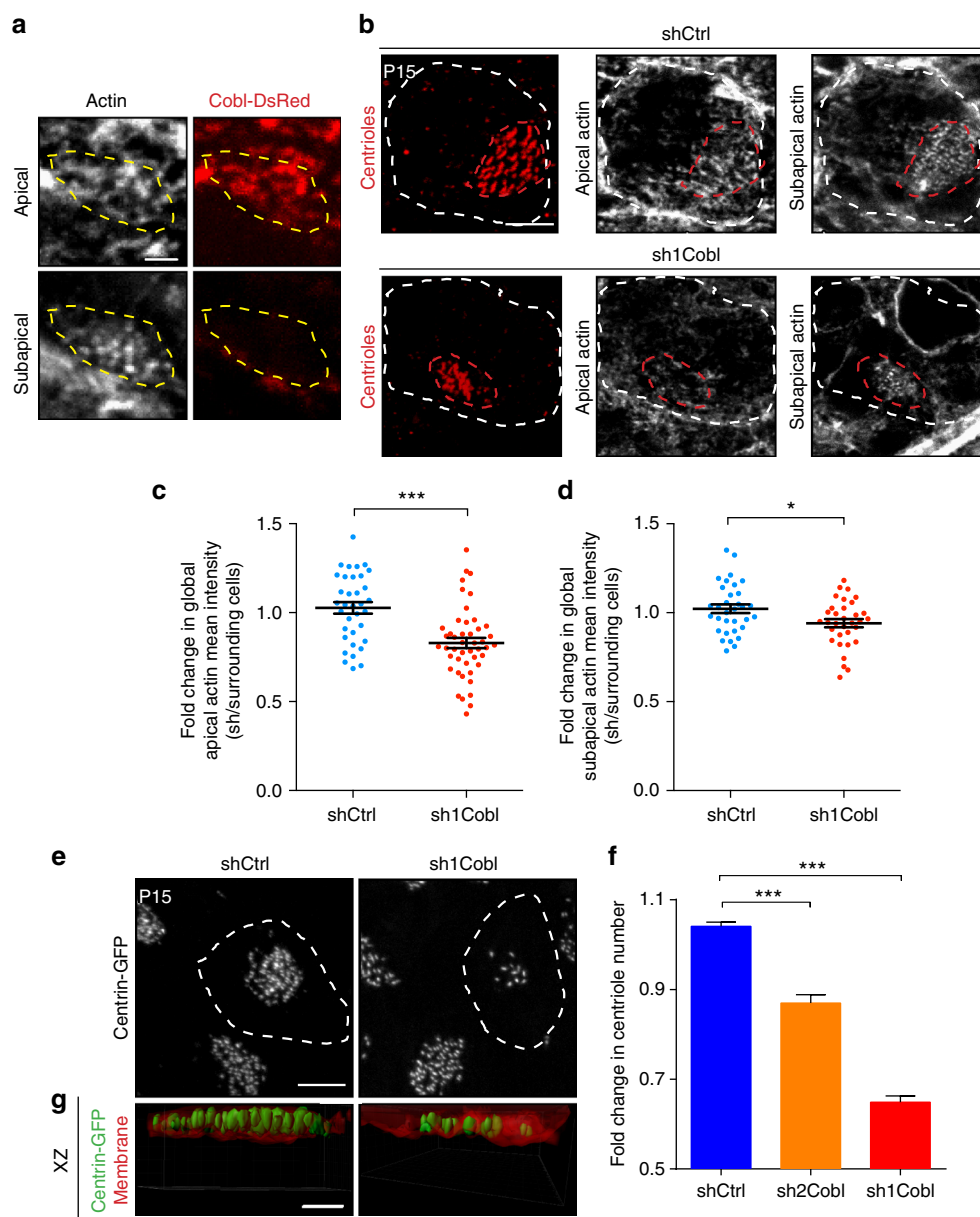 a
Actin
Cobl-DsRed
Apical
Subapical
b
shCtrl
P15
Centrioles
Apical actin
Subapical actin
sh1Cobl
Centrioles
Apical actin
Subapical actin
c
***
Fold change in global
apical actin mean intensity
(sh/surrounding cells)
1.5
1.0
0.5
0.0
shCtrl
sh1Cobl
d
*
Fold change in global
subapical actin mean intensity
(sh/surrounding cells)
1.5
1.0
0.5
0.0
shCtrl
sh1Cobl
e
shCtrl
sh1Cobl
P15
Centrin-GFP
f
***
***
Fold change in centriole number
1.1
0.9
0.7
0.5
shCtrl
sh2Cobl
sh1Cobl
g
XZ
Centrin-GFP
Membrane